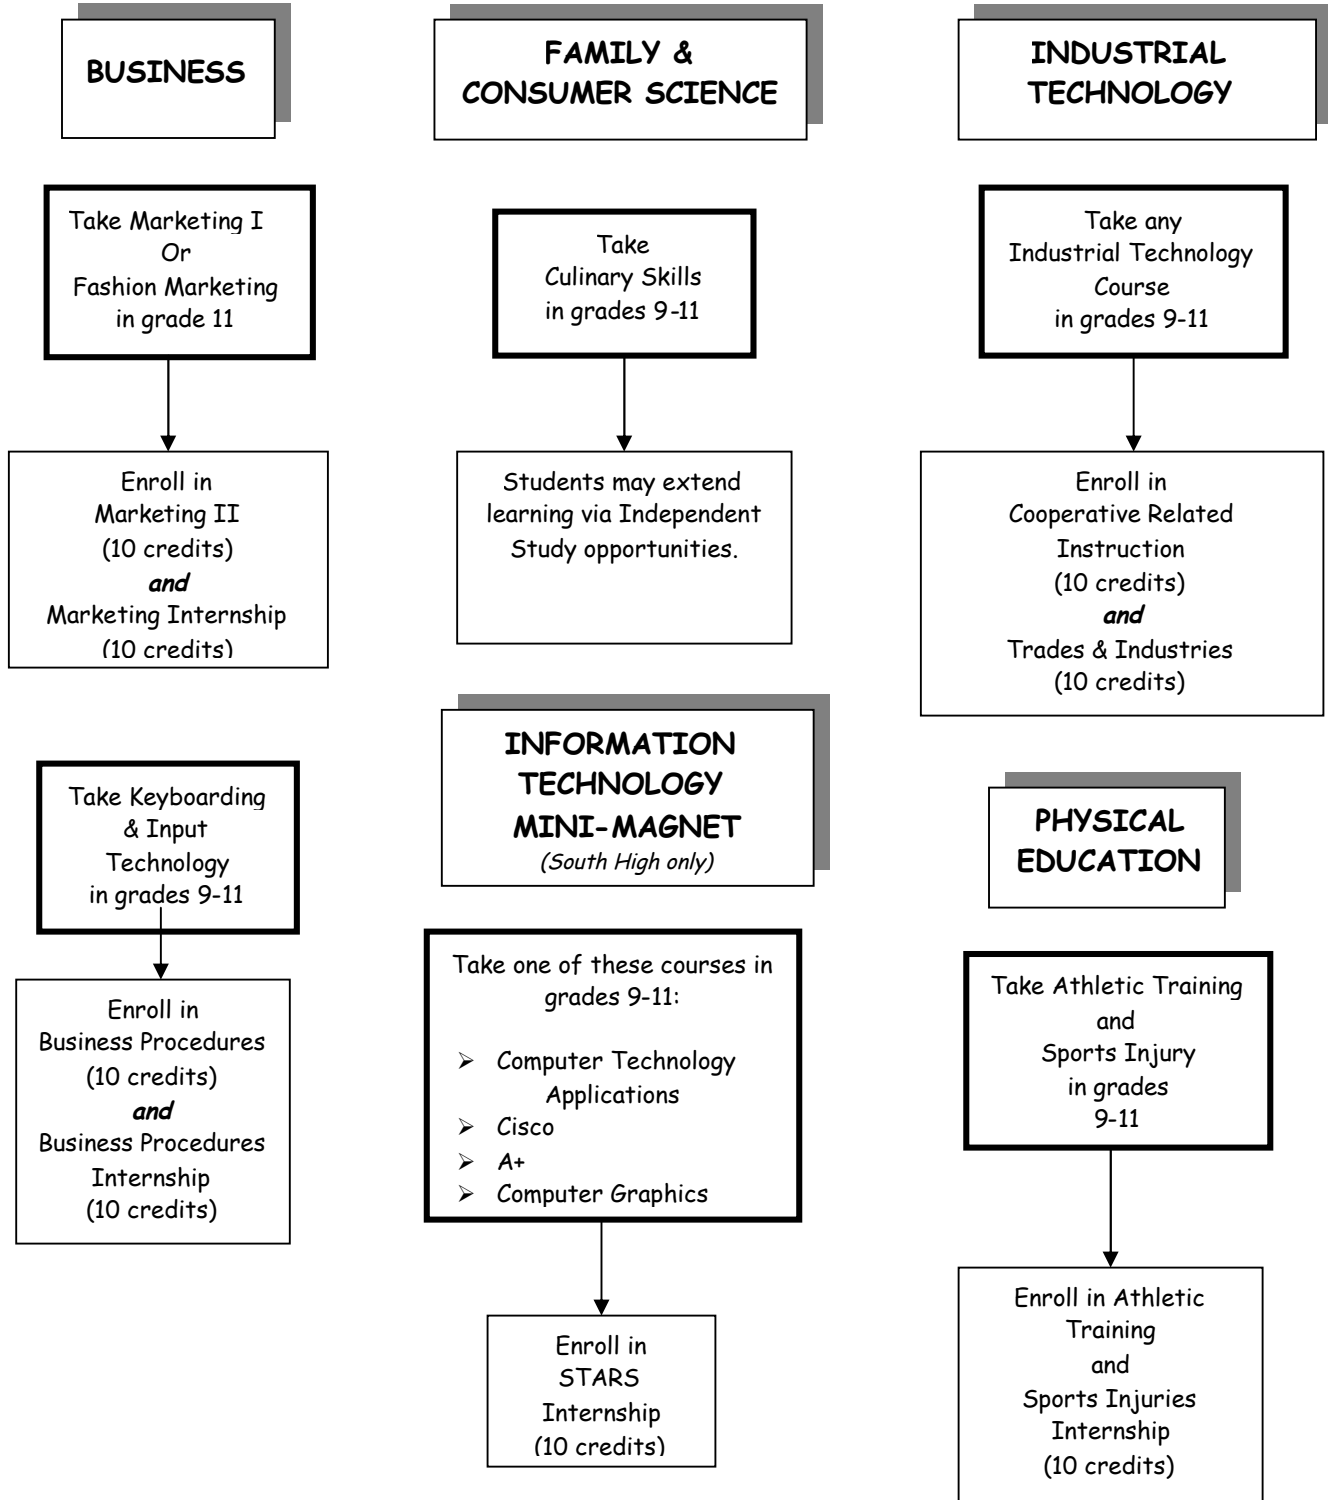 BUSINESS
Take Marketing I
Or
Fashion Marketing
in grade 11
Enroll in
Marketing II
(10 credits)
and
Marketing Internship
(10 credits)
Take Keyboarding
& Input
Technology
in grades 9-11
Enroll in
Business Procedures
(10 credits)
and
Business Procedures
Internship
(10 credits)
FAMILY &
CONSUMER SCIENCE
Take
Culinary Skills
in grades 9-11
Students may extend
learning via Independent
Study opportunities.
INFORMATION
TECHNOLOGY
MINI-MAGNET
(South High only)
Take one of these courses in
grades 9-11:
➢ Computer Technology
Applications
➢ Cisco
➢ A+
➢ Computer Graphics
Enroll in
STARS
Internship
(10 credits)
INDUSTRIAL
TECHNOLOGY
Take any
Industrial Technology
Course
in grades 9-11
Enroll in
Cooperative Related
Instruction
(10 credits)
and
Trades & Industries
(10 credits)
PHYSICAL
EDUCATION
Take Athletic Training
and
Sports Injury
in grades
9-11
Enroll in Athletic
Training
and
Sports Injuries
Internship
(10 credits)